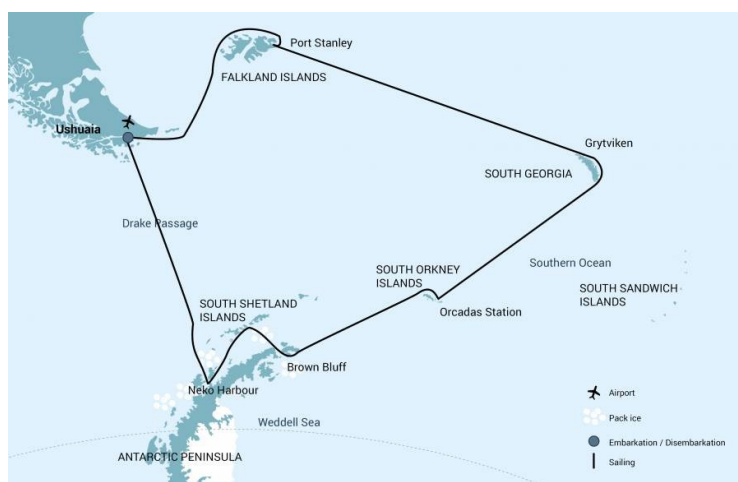 Port Stanley
FALKLAND ISLANDS
Ushuaia
Grytviken
SOUTH GEORGIA
Drake Passage
Southern Ocean
SOUTH ORKNEY
ISLANDS
SOUTH SANDWICH
ISLANDS
SOUTH SHETLAND
ISLANDS
Orcadas Station
Brown Bluff
Neko Harbour
Weddell Sea
ANTARCTIC PENINSULA
Airport
Pack ice
Embarkation / Disembarkation
Sailing